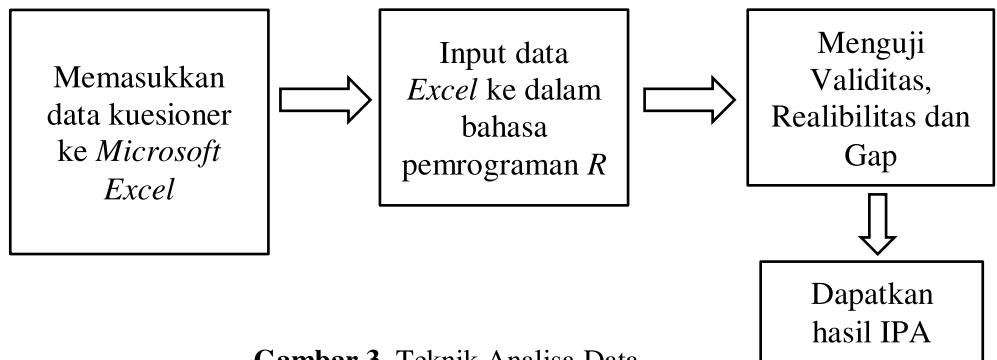 Memasukkan
data kuesioner
ke Microsoft
Excel
Input data
Excel ke dalam
bahasa
pemrograman R
Menguji
Validitas,
Realibilitas dan
Gap
Dapatkan
hasil IPA
Gambar 3. Teknik Analisa Data